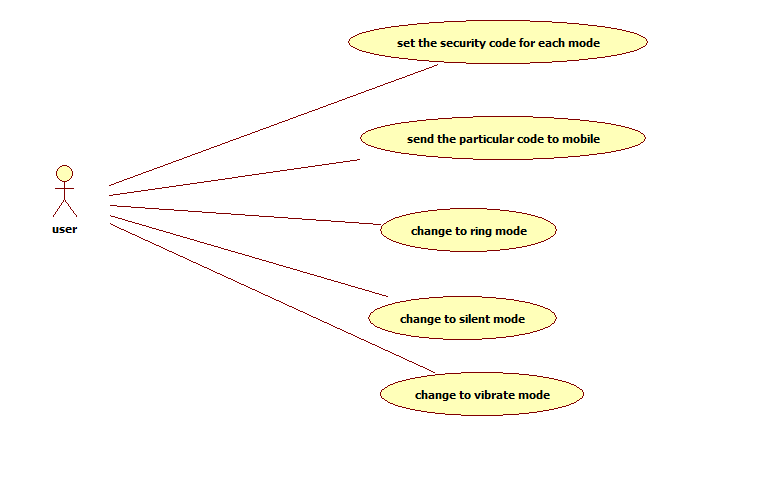 set the security code for each mode
send the particular code to mobile
user
change to ring mode
change to silent mode
change to vibrate mode